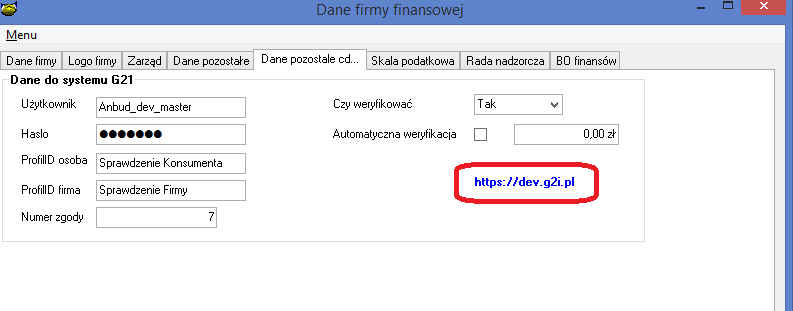 Dane firmy finansowej
Menu
Dane firmy Logo firmy Zarząd Dane pozostałe Dane pozostale cd... Skala podatkowa Rada nadzorcza BO finansów
Dane do systemu G21
Użytkownik Anbud_dev_master Czy weryfikować Tak
Hasło ●●●●●●● Automatyczna weryfikacja 0,00 zł
ProfilID osoba Sprawdzenie Konsumenta
https://dev.g2i.pl
ProfilID firma Sprawdzenie Firmy
Numer zgody 7